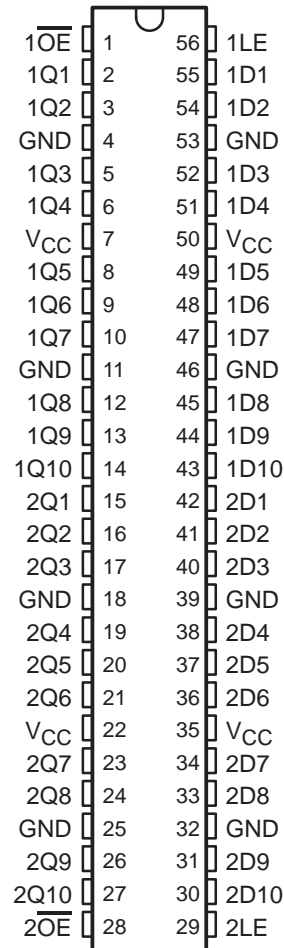 1O̅E̅ 1 56 1LE
1Q1 2 55 1D1
1Q2 3 54 1D2
GND 4 53 GND
1Q3 5 52 1D3
1Q4 6 51 1D4
VCC 7 50 VCC
1Q5 8 49 1D5
1Q6 9 48 1D6
1Q7 10 47 1D7
GND 11 46 GND
1Q8 12 45 1D8
1Q9 13 44 1D9
1Q10 14 43 1D10
2Q1 15 42 2D1
2Q2 16 41 2D2
2Q3 17 40 2D3
GND 18 39 GND
2Q4 19 38 2D4
2Q5 20 37 2D5
2Q6 21 36 2D6
VCC 22 35 VCC
2Q7 23 34 2D7
2Q8 24 33 2D8
GND 25 32 GND
2Q9 26 31 2D9
2Q10 27 30 2D10
2O̅E̅ 28 29 2LE